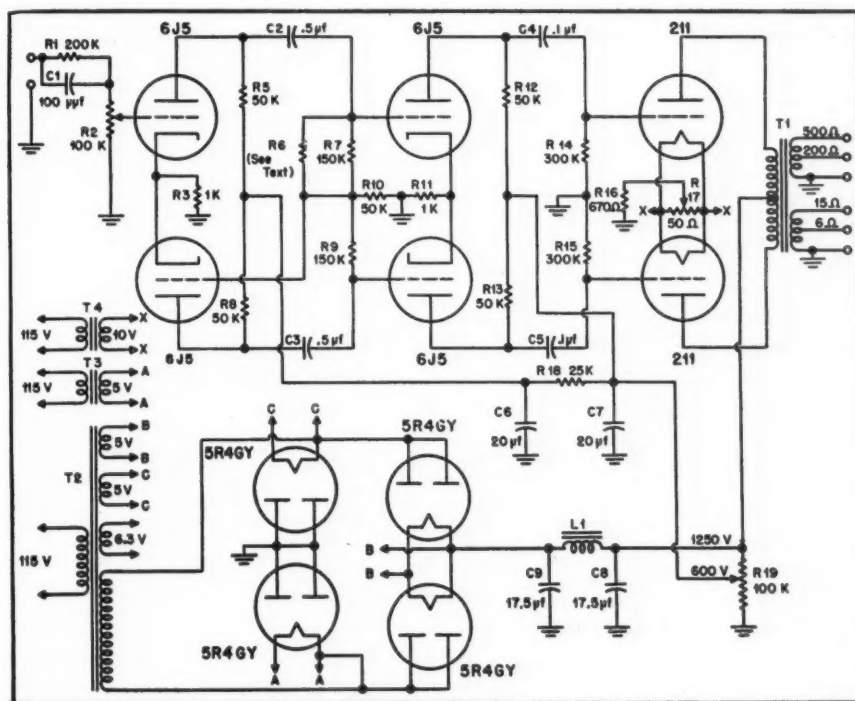 6J5
C2 .5µf
6J5
C4 .1µf
211
R1 200K
C1
100 µµf
R2
100K
R5
50K
R6
(See
Text)
R7
150K
R12
50K
R14
300K
T1
500Ω
200Ω
R3
1K
R10
50K
R11
1K
R16
670Ω
R
17
X
X
50Ω
15Ω
6Ω
R9
150K
R15
300K
R8
50K
R13
50K
T4
115 V
10V
X
X
6J5
C3 .5µf
6J5
C5 .1µf
211
T3
115 V
5V
A
A
R18 25K
C6
20µf
C7
20µf
B
5V
B
T2
C
5V
C
6.3V
115 V
C
C
5R4GY
5R4GY
B
B
L1
1250 V
600 V
R19
100 K
C9
17.5µf
C8
17.5µf
5R4GY
A
A
5R4GY